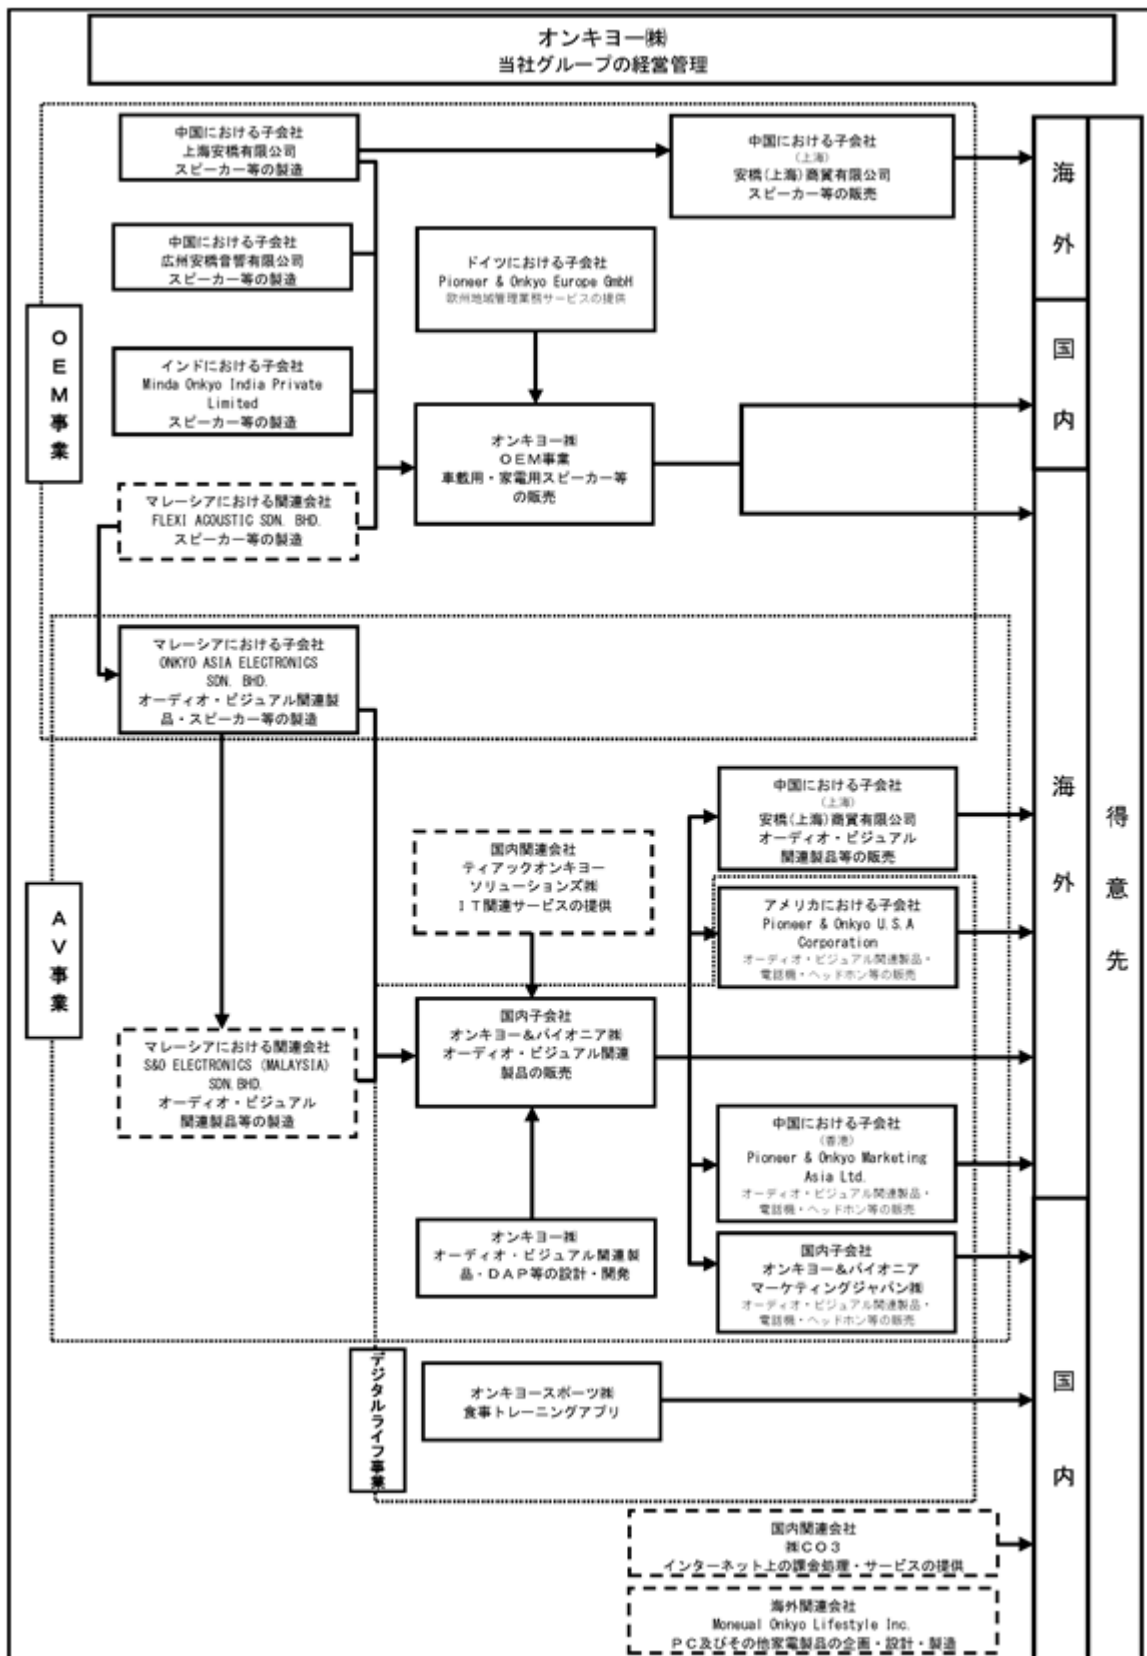 オンキヨー㈱
当社グループの経営管理
中国における子会社
上海安橋有限公司
スピーカー等の製造
中国における子会社
(上海)
安橋(上海)商貿有限公司
スピーカー等の販売
海外
中国における子会社
広州安橋音響有限公司
スピーカー等の製造
ドイツにおける子会社
Pioneer & Onkyo Europe GmbH
欧州地域管理業務サービスの提供
OEM事業
国内
インドにおける子会社
Minda Onkyo India Private
Limited
スピーカー等の製造
オンキヨー㈱
OEM事業
車載用・家電用スピーカー等
の販売
マレーシアにおける関連会社
FLEXI ACOUSTIC SDN. BHD.
スピーカー等の製造
マレーシアにおける子会社
ONKYO ASIA ELECTRONICS
SDN. BHD.
オーディオ・ビジュアル関連製
品・スピーカー等の製造
海外
得意先
中国における子会社
(上海)
安橋(上海)商貿有限公司
オーディオ・ビジュアル
関連製品等の販売
国内関連会社
ティアックオンキヨー
ソリューションズ㈱
IT関連サービスの提供
AV事業
アメリカにおける子会社
Pioneer & Onkyo U.S.A
Corporation
オーディオ・ビジュアル関連製品・
電話機・ヘッドホン等の販売
国内子会社
オンキヨー&パイオニア㈱
オーディオ・ビジュアル関連
製品の販売
マレーシアにおける関連会社
S&O ELECTRONICS (MALAYSIA)
SDN.BHD.
オーディオ・ビジュアル
関連製品等の製造
中国における子会社
(香港)
Pioneer & Onkyo Marketing
Asia Ltd.
オーディオ・ビジュアル関連製品・
電話機・ヘッドホン等の販売
オンキヨー㈱
オーディオ・ビジュアル関連製
品・DAP等の設計・開発
国内子会社
オンキヨー&パイオニア
マーケティングジャパン㈱
オーディオ・ビジュアル関連製品・
電話機・ヘッドホン等の販売
デジタルライフ事業
オンキヨースポーツ㈱
食事トレーニングアプリ
国内
国内関連会社
㈱CO3
インターネット上の課金処理・サービスの提供
海外関連会社
Moneual Onkyo Lifestyle Inc.
PC及びその他家電製品の企画・設計・製造